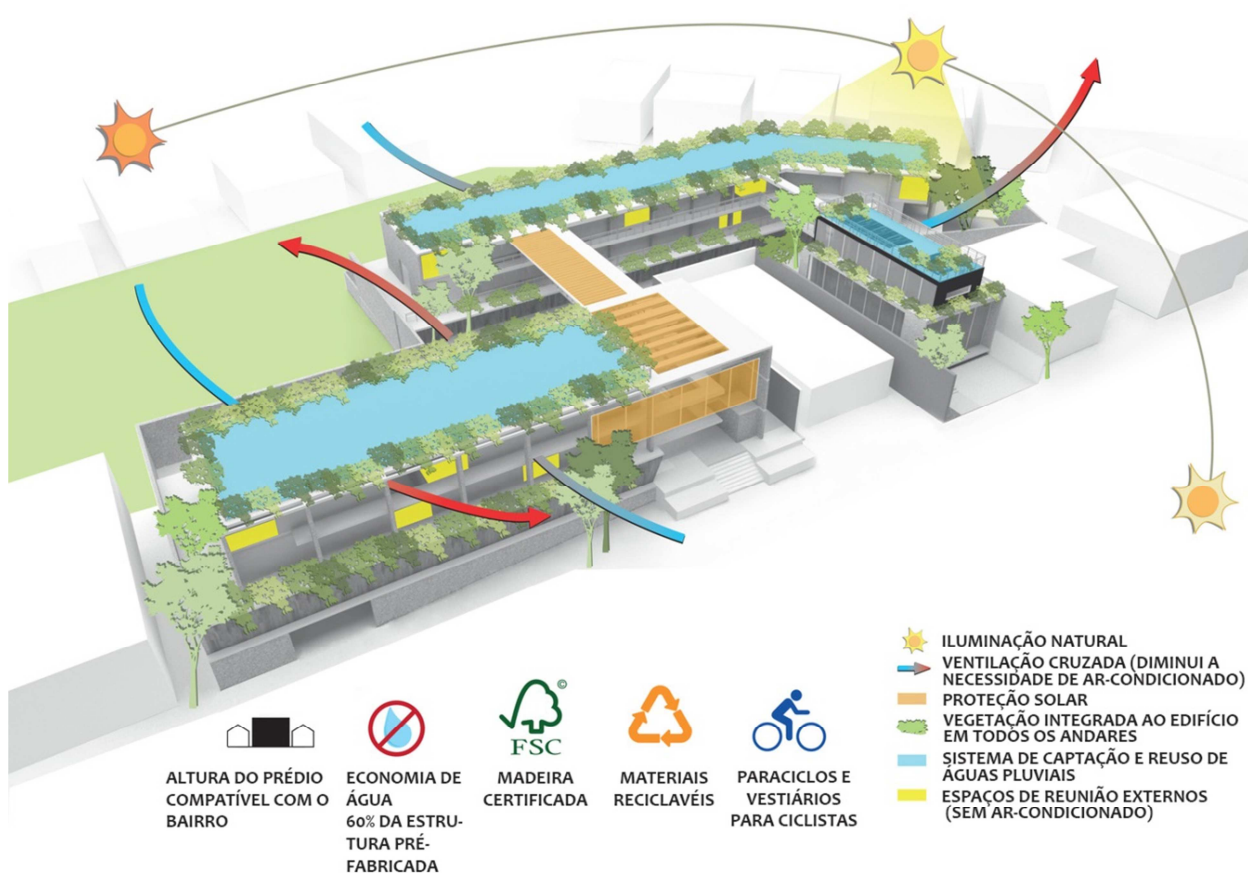 ILUMINAÇÃO NATURAL
VENTILAÇÃO CRUZADA (DIMINUI A
NECESSIDADE DE AR-CONDICIONADO)
PROTEÇÃO SOLAR
VEGETAÇÃO INTEGRADA AO EDIFÍCIO
EM TODOS OS ANDARES
SISTEMA DE CAPTAÇÃO E REUSO DE
ÁGUAS PLUVIAIS
ESPAÇOS DE REUNIÃO EXTERNOS
(SEM AR-CONDICIONADO)
ALTURA DO PRÉDIO
COMPATÍVEL COM O
BAIRRO
ECONOMIA DE
ÁGUA
60% DA ESTRU-
TURA PRÉ-
FABRICADA
©
FSC
MADEIRA
CERTIFICADA
MATERIAIS
RECICLAVÉIS
PARACICLOS E
VESTIÁRIOS
PARA CICLISTAS